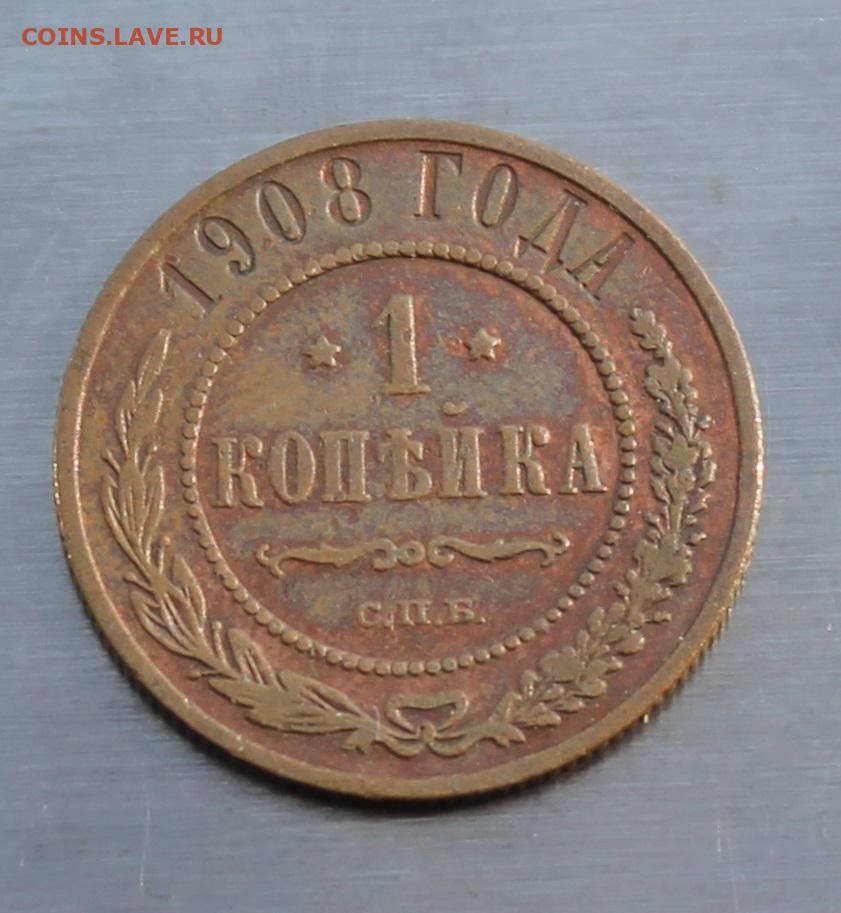 COINS.LAVE.RU
1908 ГОДА
1
КОПѢЙКА
С.П.Б.